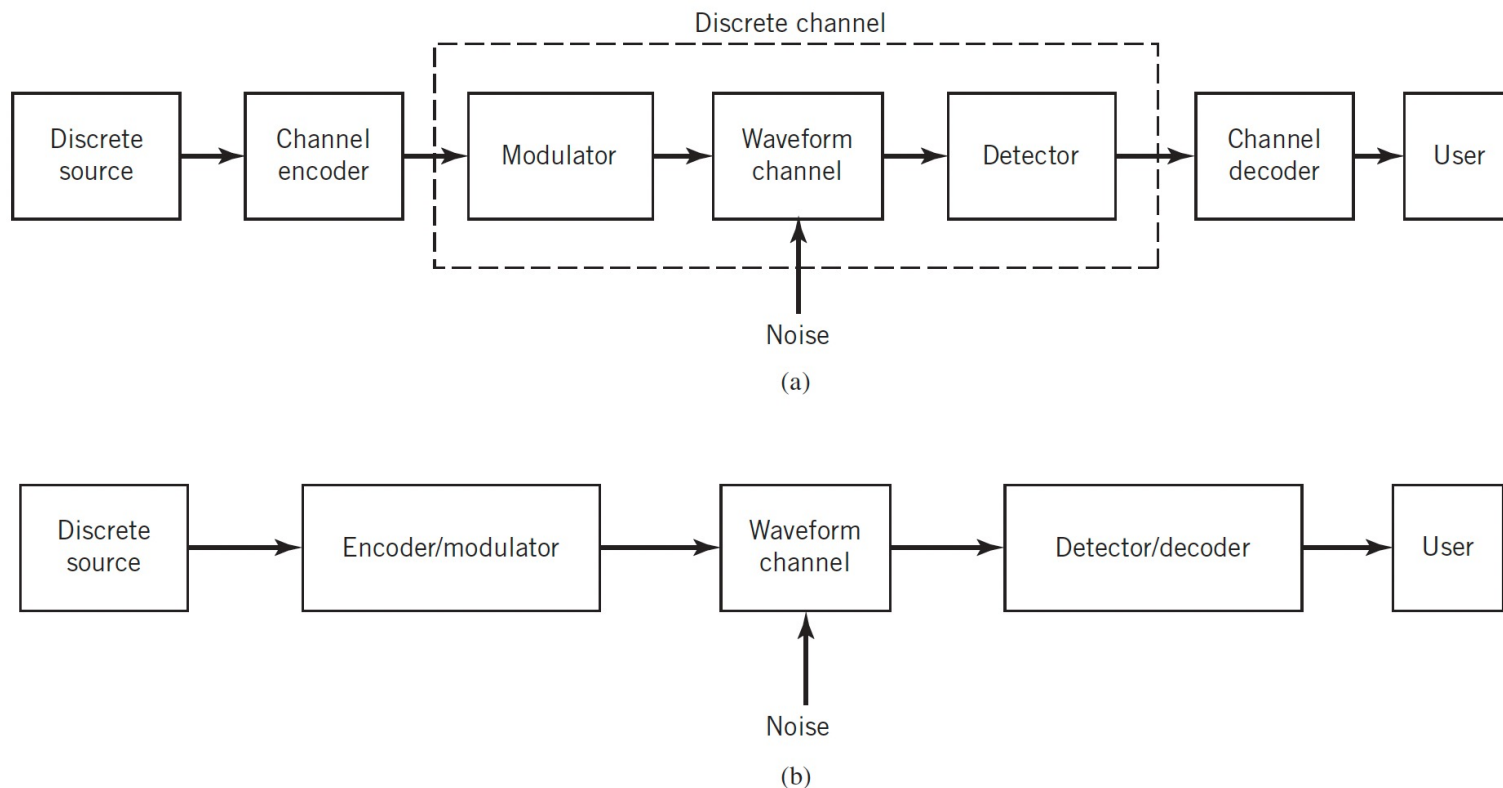 Discrete channel
Discrete
source
Channel
encoder
Modulator
Waveform
channel
Detector
Channel
decoder
User
Noise
(a)
Discrete
source
Encoder/modulator
Waveform
channel
Detector/decoder
User
Noise
(b)